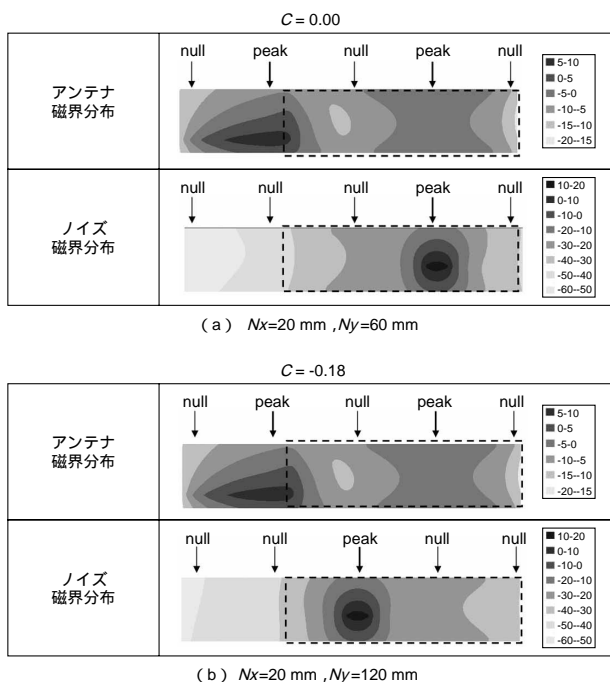 C = 0.00
アンテナ
磁界分布
null peak null peak null
5-10
0-5
-5-0
-10--5
-15--10
-20--15
ノイズ
磁界分布
null null null peak null
10-20
0-10
-10-0
-20--10
-30--20
-40--30
-50--40
-60--50
(a) Nx=20 mm ,Ny=60 mm
C = -0.18
アンテナ
磁界分布
null peak null peak null
5-10
0-5
-5-0
-10--5
-15--10
-20--15
ノイズ
磁界分布
null null peak null null
10-20
0-10
-10-0
-20--10
-30--20
-40--30
-50--40
-60--50
(b) Nx=20 mm ,Ny=120 mm